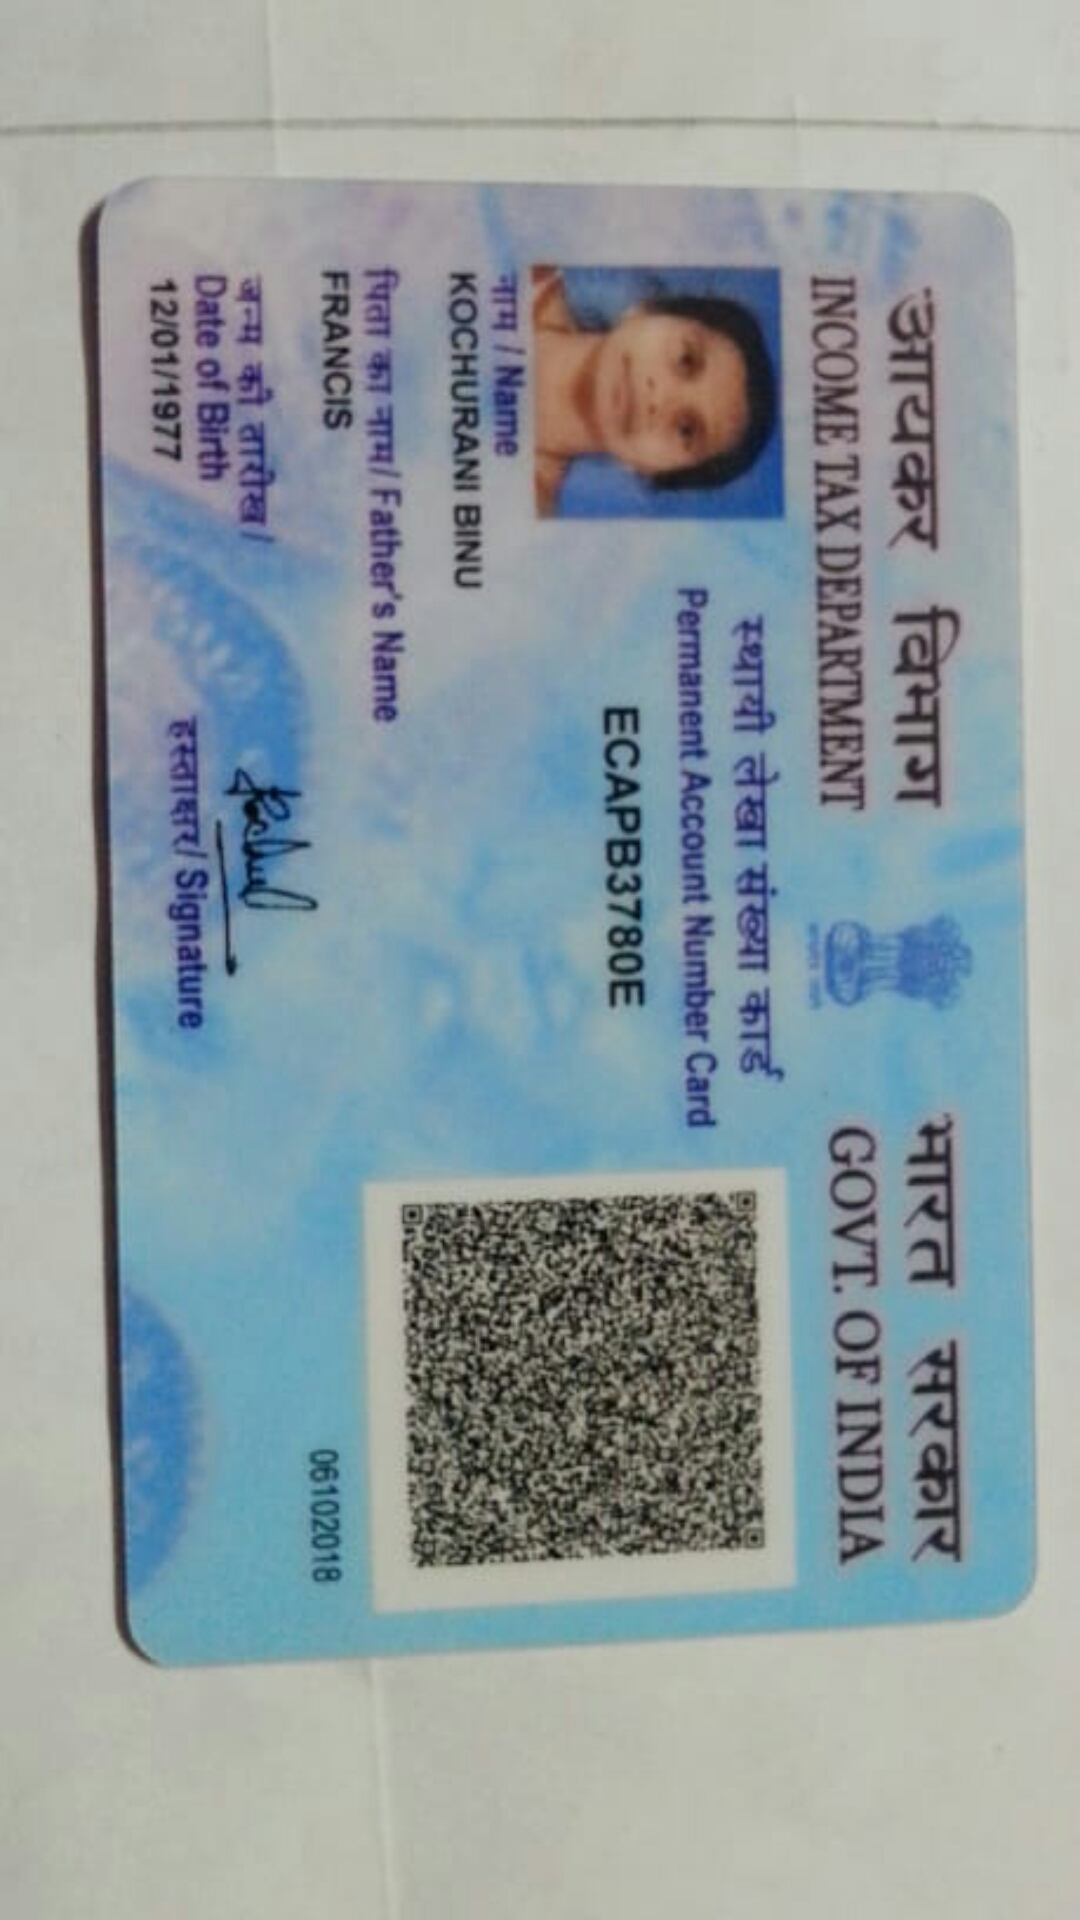 आयकर विभाग
INCOME TAX DEPARTMENT
भारत सरकार
GOVT. OF INDIA
स्थायी लेखा संख्या कार्ड
Permanent Account Number Card
ECAPB3780E
नाम / Name
KOCHURANI BINU
पिता का नाम / Father's Name
FRANCIS
जन्म की तारीख /
Date of Birth
12/01/1977
हस्ताक्षर / Signature
06102018